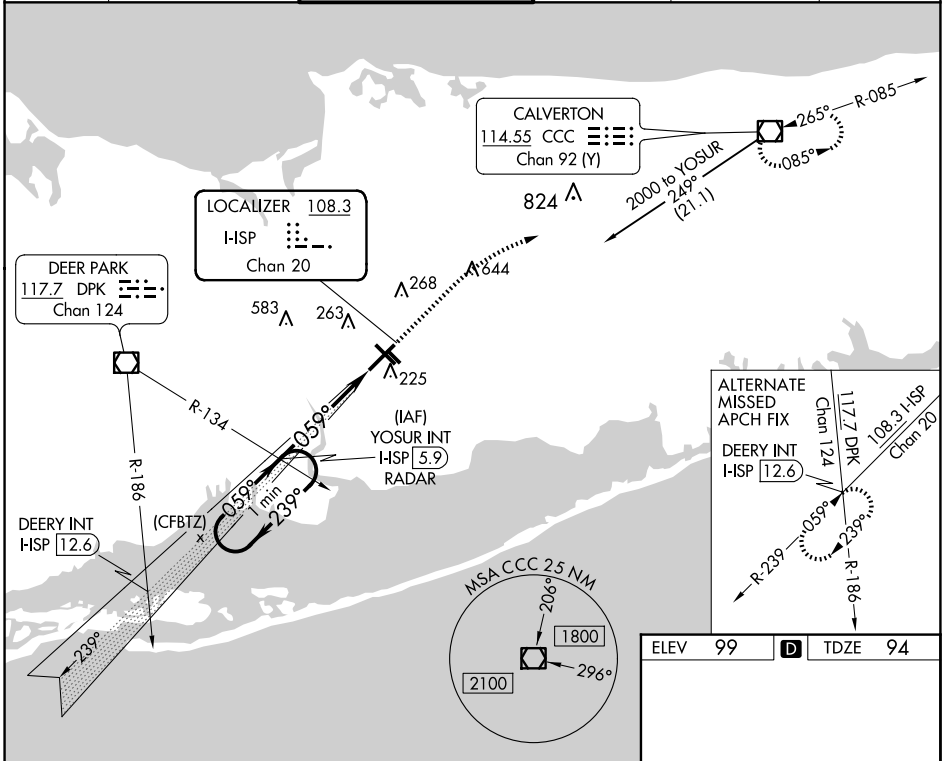 CALVERTON
114.55 CCC
Chan 92 (Y)
265°
R-085
085°
2000 to YOSUR
249°
(21.1)
824
LOCALIZER 108.3
I-ISP
Chan 20
644
268
583
263
225
DEER PARK
117.7 DPK
Chan 124
R-134
R-186
059°
(IAF)
YOSUR INT
I-ISP 5.9
RADAR
059°
1 min
239°
(CFBTZ)
x
DEERY INT
I-ISP 12.6
239°
MSA CCC 25 NM
206°
1800
296°
2100
ALTERNATE
MISSED
APCH FIX
117.7 DPK
Chan 124
108.3 I-ISP
Chan 20
DEERY INT
I-ISP 12.6
059°
239°
R-239
R-186
ELEV 99 D TDZE 94